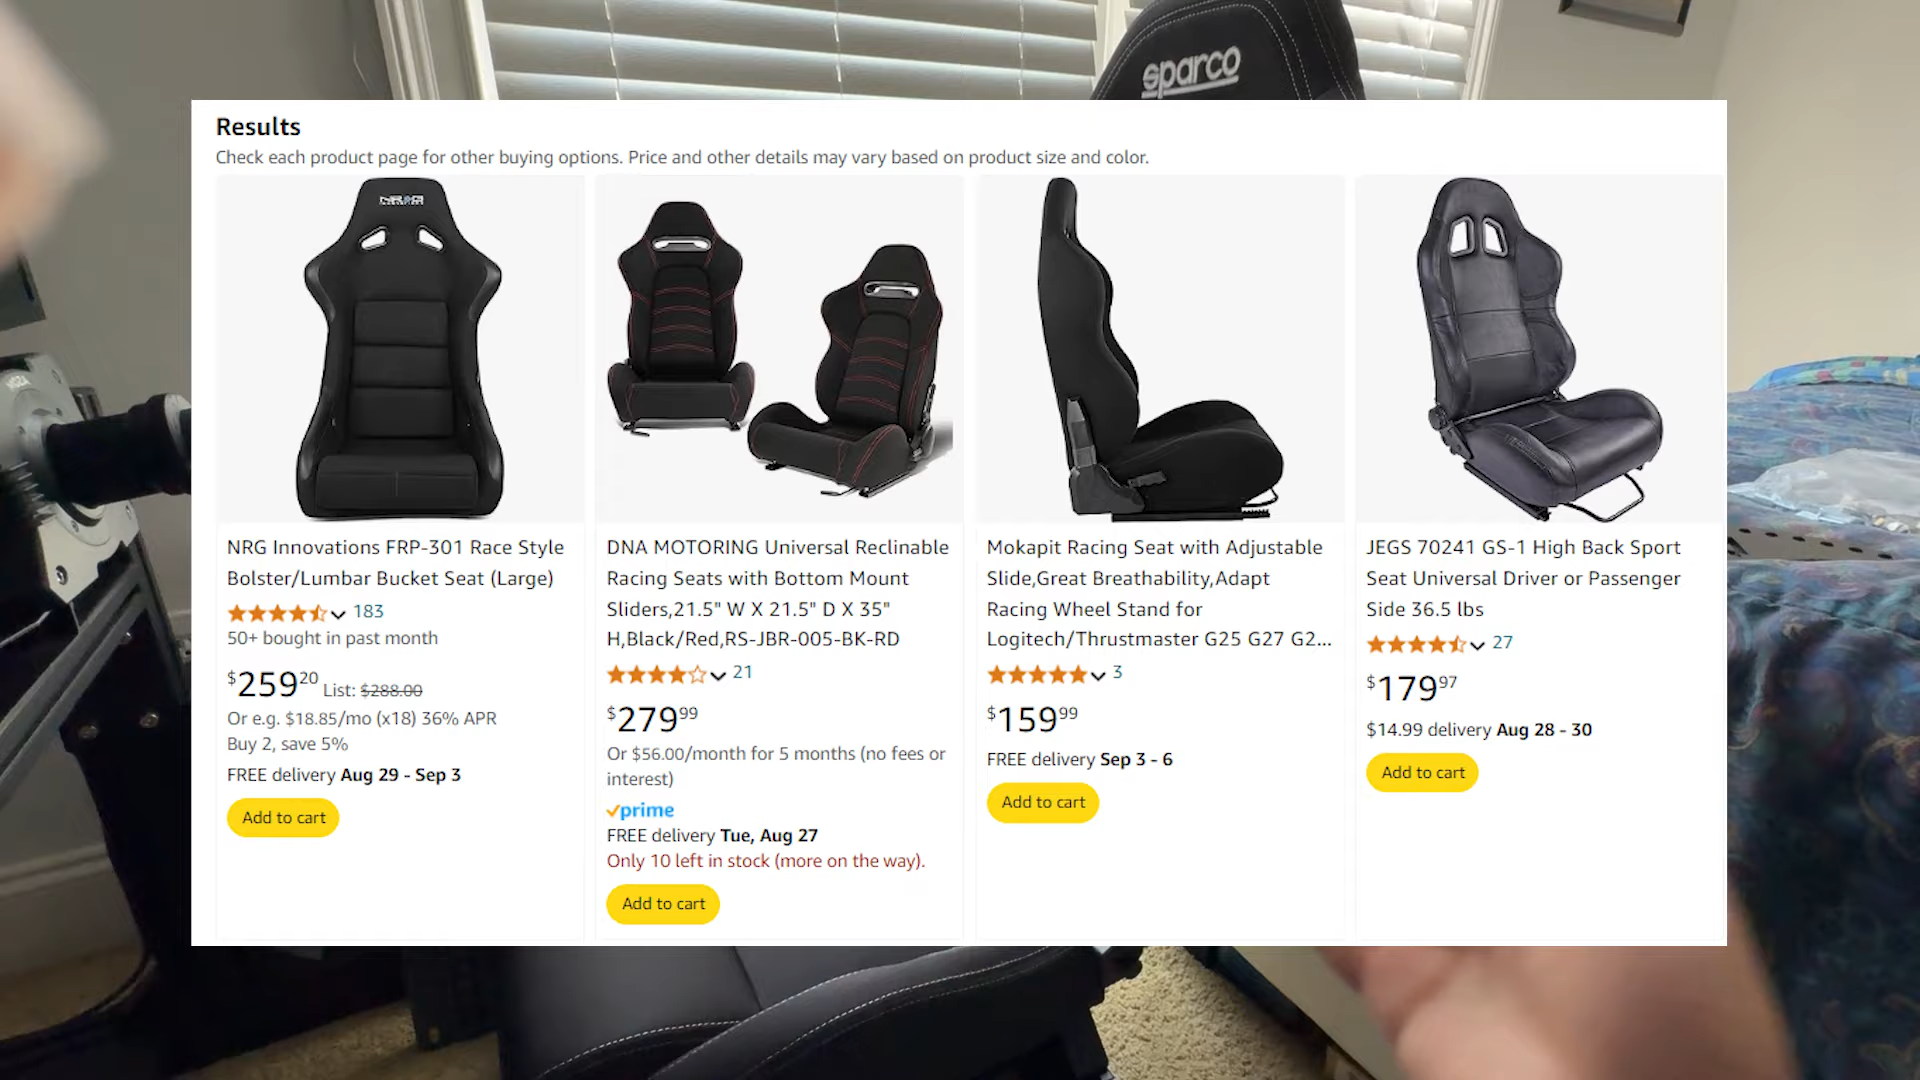 sparco
Results
Check each product page for other buying options. Price and other details may vary based on product size and color.
NRG
NRG Innovations FRP-301 Race Style
Bolster/Lumbar Bucket Seat (Large)
183
50+ bought in past month
$259.20 List: $288.00
Or e.g. $18.85/mo (x18) 36% APR
Buy 2, save 5%
FREE delivery Aug 29 - Sep 3
Add to cart
DNA MOTORING Universal Reclinable
Racing Seats with Bottom Mount
Sliders,21.5" W X 21.5" D X 35"
H,Black/Red,RS-JBR-005-BK-RD
21
$279.99
Or $56.00/month for 5 months (no fees or
interest)
prime
FREE delivery Tue, Aug 27
Only 10 left in stock (more on the way).
Add to cart
Mokapit Racing Seat with Adjustable
Slide,Great Breathability,Adapt
Racing Wheel Stand for
Logitech/Thrustmaster G25 G27 G2...
3
$159.99
FREE delivery Sep 3 - 6
Add to cart
JEGS 70241 GS-1 High Back Sport
Seat Universal Driver or Passenger
Side 36.5 lbs
27
$179.97
$14.99 delivery Aug 28 - 30
Add to cart